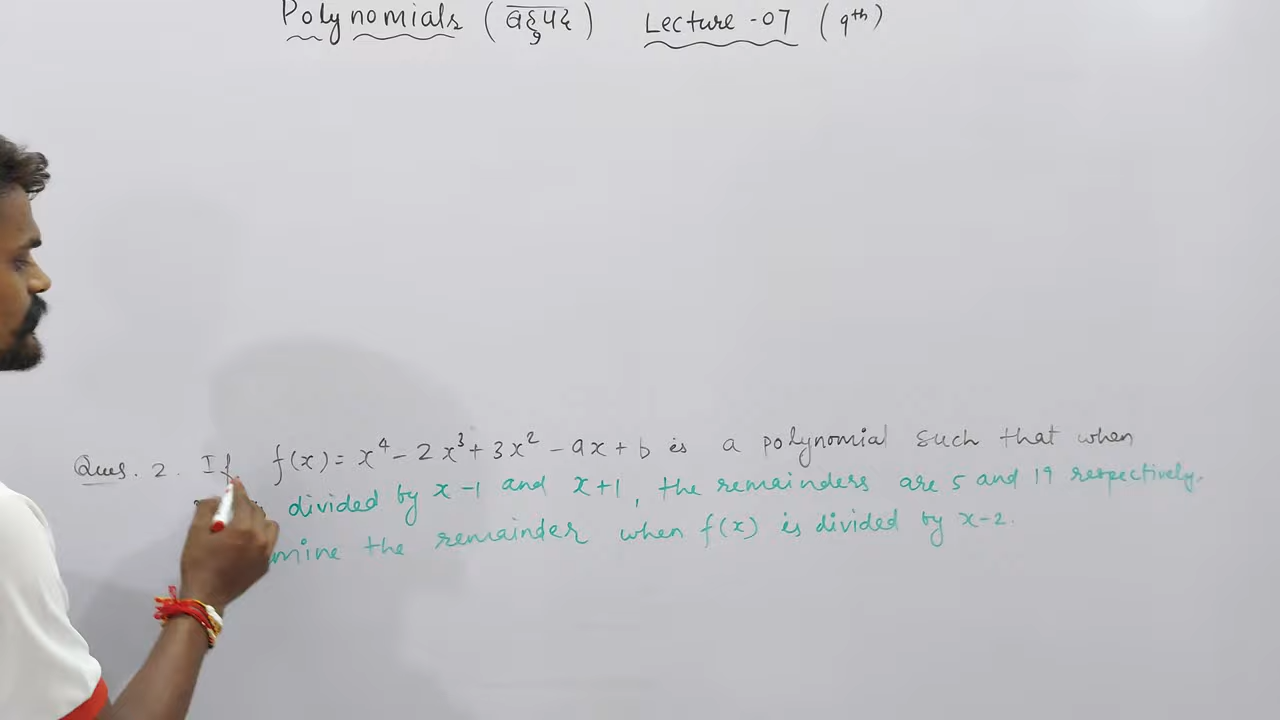 Polynomials (बहुपद) Lecture -07 (9th)
Ques. 2. If f(x) = x⁴ - 2x³ + 3x² - ax + b is a polynomial such that when
divided by x-1 and x+1, the remainders are 5 and 19 respectively.
mine the remainder when f(x) is divided by x-2.